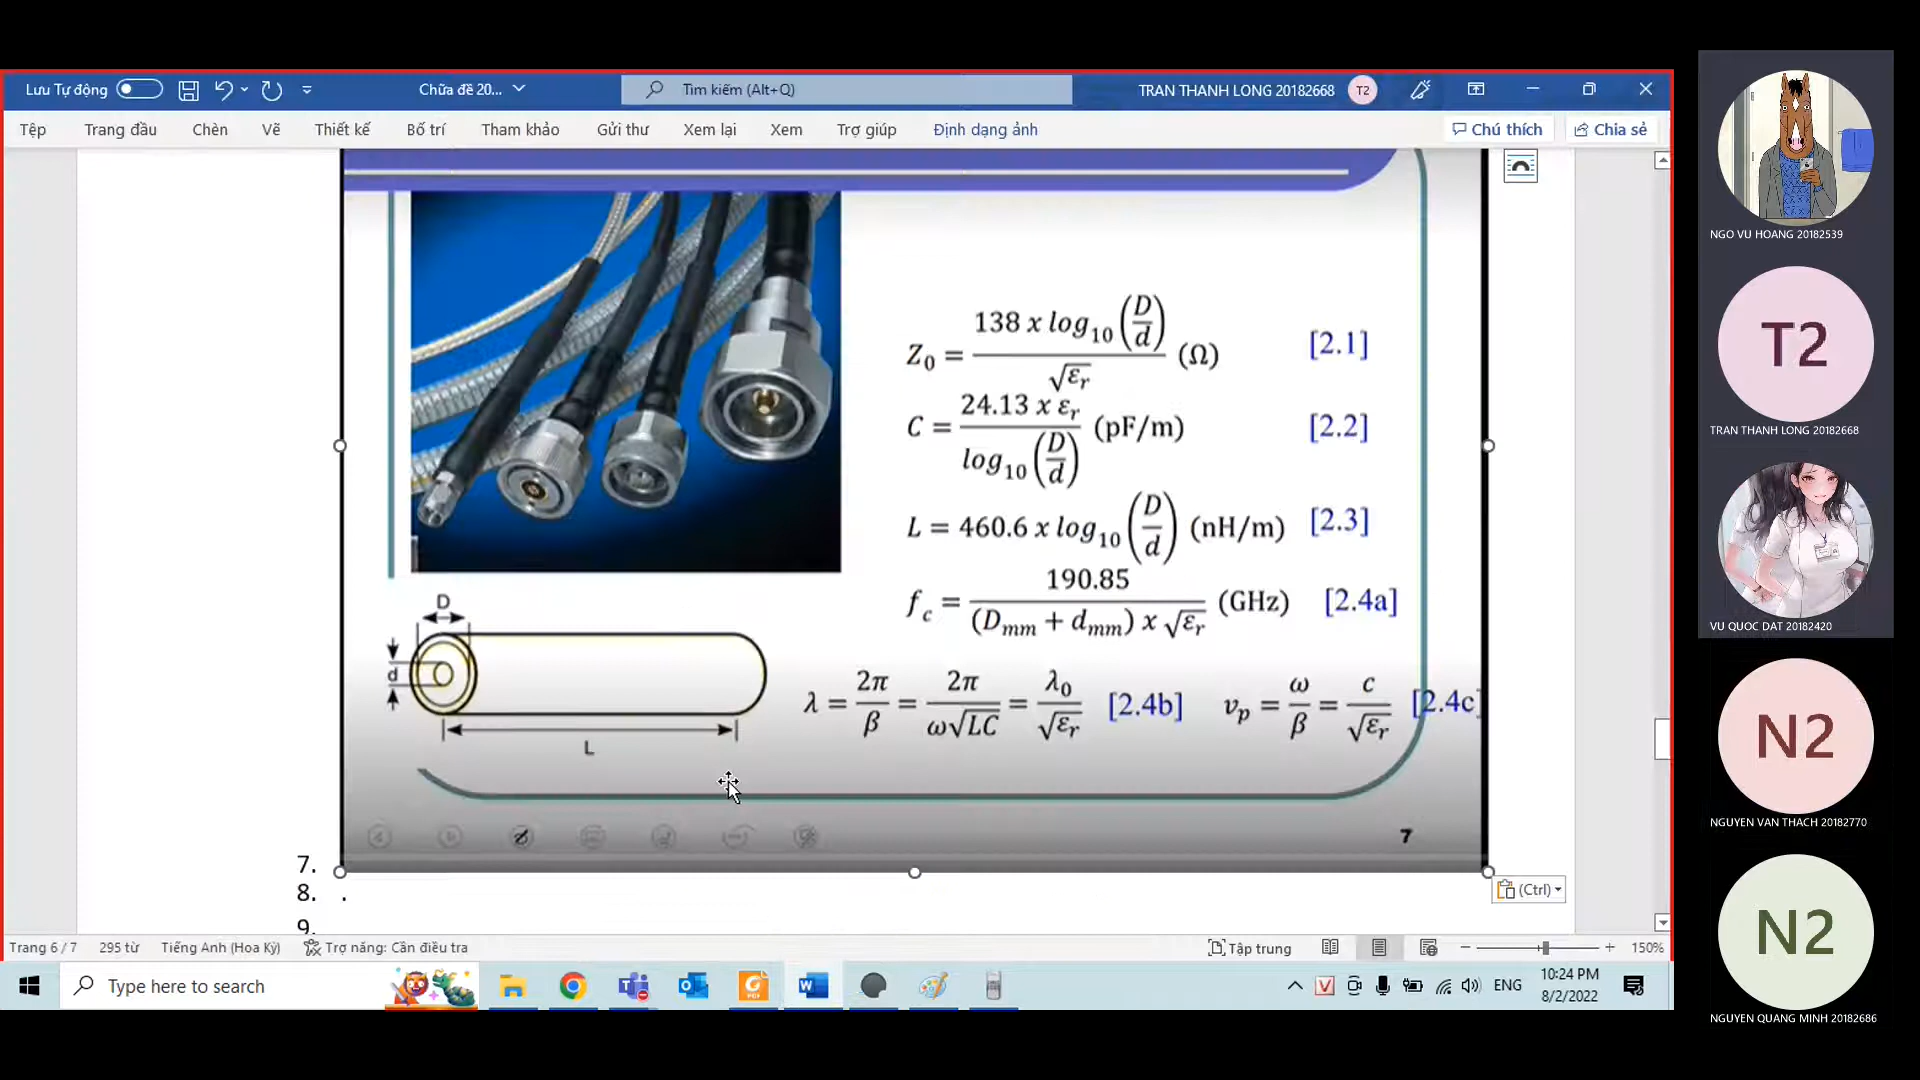 Lưu Tự động
Chữa đề 20...
Tìm kiếm (Alt+Q)
TRAN THANH LONG 20182668
T2
Tệp
Trang đầu
Chèn
Vẽ
Thiết kế
Bố trí
Tham khảo
Gửi thư
Xem lại
Xem
Trợ giúp
Định dạng ảnh
Chú thích
Chia sẻ
Z₀ = 138 x log₁₀(D/d) / √εᵣ (Ω) [2.1]
C = 24.13 x εᵣ / log₁₀(D/d) (pF/m) [2.2]
L = 460.6 x log₁₀(D/d) (nH/m) [2.3]
f_c = 190.85 / ((D_mm + d_mm) x √εᵣ) (GHz) [2.4a]
D
d
L
λ = 2π/β = 2π/(ω√LC) = λ₀/√εᵣ [2.4b] v_p = ω/β = c/√εᵣ [2.4c]
7
7.
8. .
9.
(Ctrl)
Trang 6 / 7
295 từ
Tiếng Anh (Hoa Kỳ)
Trợ năng: Cần điều tra
Tập trung
150%
Type here to search
ENG
10:24 PM
8/2/2022
NGO VU HOANG 20182539
T2
TRAN THANH LONG 20182668
VU QUOC DAT 20182420
N2
NGUYEN VAN THACH 20182770
N2
NGUYEN QUANG MINH 20182686